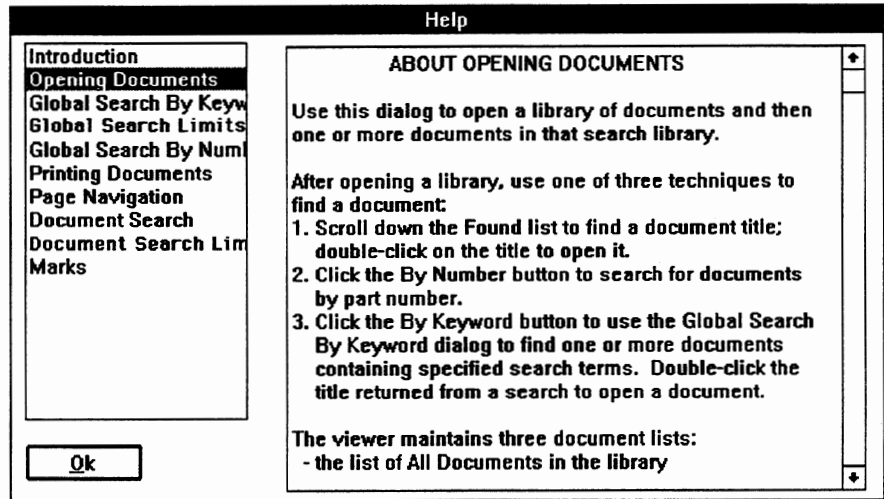 Help
Introduction
Opening Documents
Global Search By Keyw
Global Search Limits
Global Search By Numl
Printing Documents
Page Navigation
Document Search
Document Search Lim
Marks
Ok
ABOUT OPENING DOCUMENTS
Use this dialog to open a library of documents and then
one or more documents in that search library.
After opening a library, use one of three techniques to
find a document:
1. Scroll down the Found list to find a document title;
double-click on the title to open it.
2. Click the By Number button to search for documents
by part number.
3. Click the By Keyword button to use the Global Search
By Keyword dialog to find one or more documents
containing specified search terms. Double-click the
title returned from a search to open a document.
The viewer maintains three document lists:
- the list of All Documents in the library